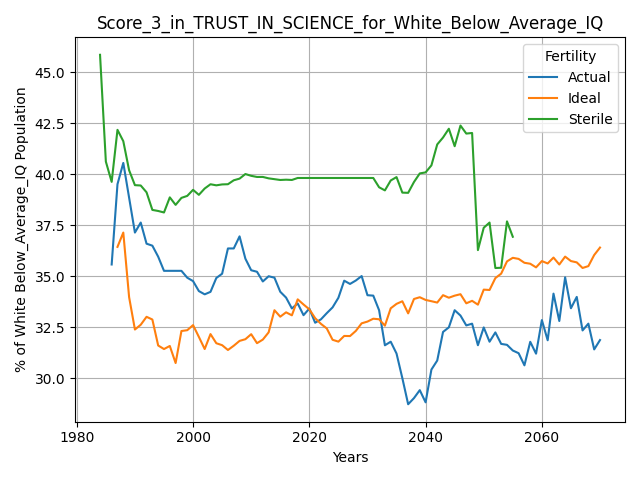 Score_3_in_TRUST_IN_SCIENCE_for_White_Below_Average_IQ
% of White Below_Average_IQ Population
45.0
42.5
40.0
37.5
35.0
32.5
30.0
Fertility
Actual
Ideal
Sterile
1980
2000
2020
2040
2060
Years